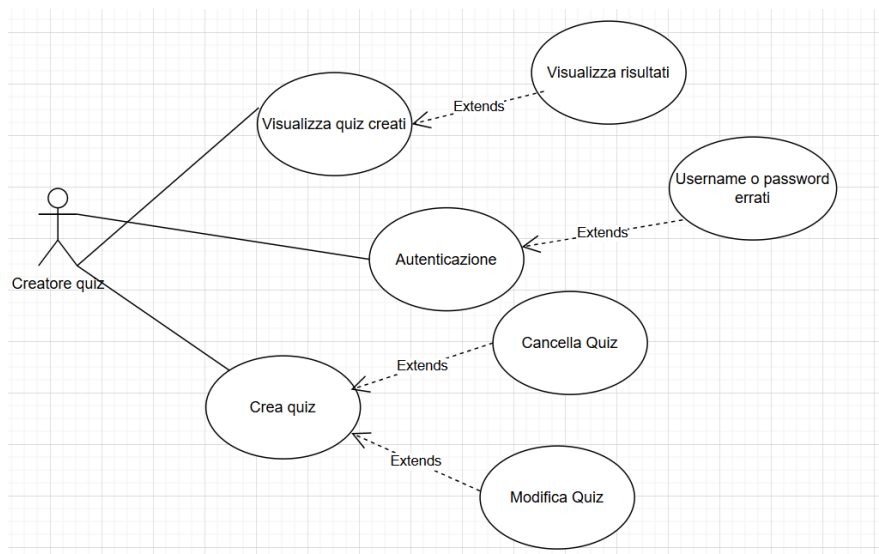 Visualizza risultati
Extends
Visualizza quiz creati
Username o password
errati
Extends
Autenticazione
Creatore quiz
Cancella Quiz
Extends
Crea quiz
Extends
Modifica Quiz